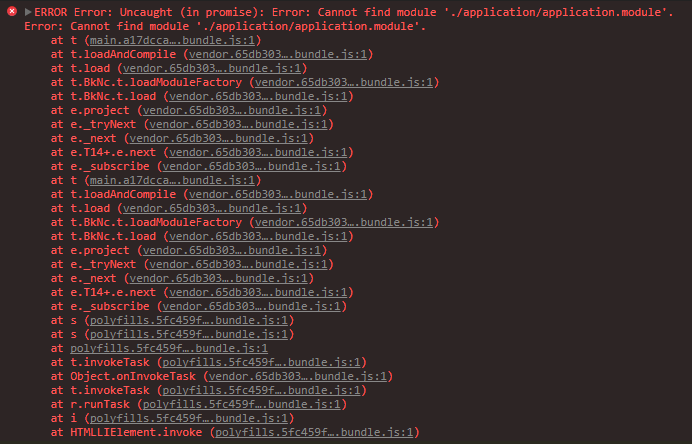 ERROR Error: Uncaught (in promise): Error: Cannot find module './application/application.module'.
Error: Cannot find module './application/application.module'.
at t (main.a17dcca….bundle.js:1)
at t.loadAndCompile (vendor.65db303….bundle.js:1)
at t.load (vendor.65db303….bundle.js:1)
at t.BkNc.t.loadModuleFactory (vendor.65db303….bundle.js:1)
at t.BkNc.t.load (vendor.65db303….bundle.js:1)
at e.project (vendor.65db303….bundle.js:1)
at e._tryNext (vendor.65db303….bundle.js:1)
at e._next (vendor.65db303….bundle.js:1)
at e.T14+.e.next (vendor.65db303….bundle.js:1)
at e._subscribe (vendor.65db303….bundle.js:1)
at t (main.a17dcca….bundle.js:1)
at t.loadAndCompile (vendor.65db303….bundle.js:1)
at t.load (vendor.65db303….bundle.js:1)
at t.BkNc.t.loadModuleFactory (vendor.65db303….bundle.js:1)
at t.BkNc.t.load (vendor.65db303….bundle.js:1)
at e.project (vendor.65db303….bundle.js:1)
at e._tryNext (vendor.65db303….bundle.js:1)
at e._next (vendor.65db303….bundle.js:1)
at e.T14+.e.next (vendor.65db303….bundle.js:1)
at e._subscribe (vendor.65db303….bundle.js:1)
at s (polyfills.5fc459f….bundle.js:1)
at s (polyfills.5fc459f….bundle.js:1)
at polyfills.5fc459f….bundle.js:1
at t.invokeTask (polyfills.5fc459f….bundle.js:1)
at Object.onInvokeTask (vendor.65db303….bundle.js:1)
at t.invokeTask (polyfills.5fc459f….bundle.js:1)
at r.runTask (polyfills.5fc459f….bundle.js:1)
at i (polyfills.5fc459f….bundle.js:1)
at HTMLLIElement.invoke (polyfills.5fc459f….bundle.js:1)